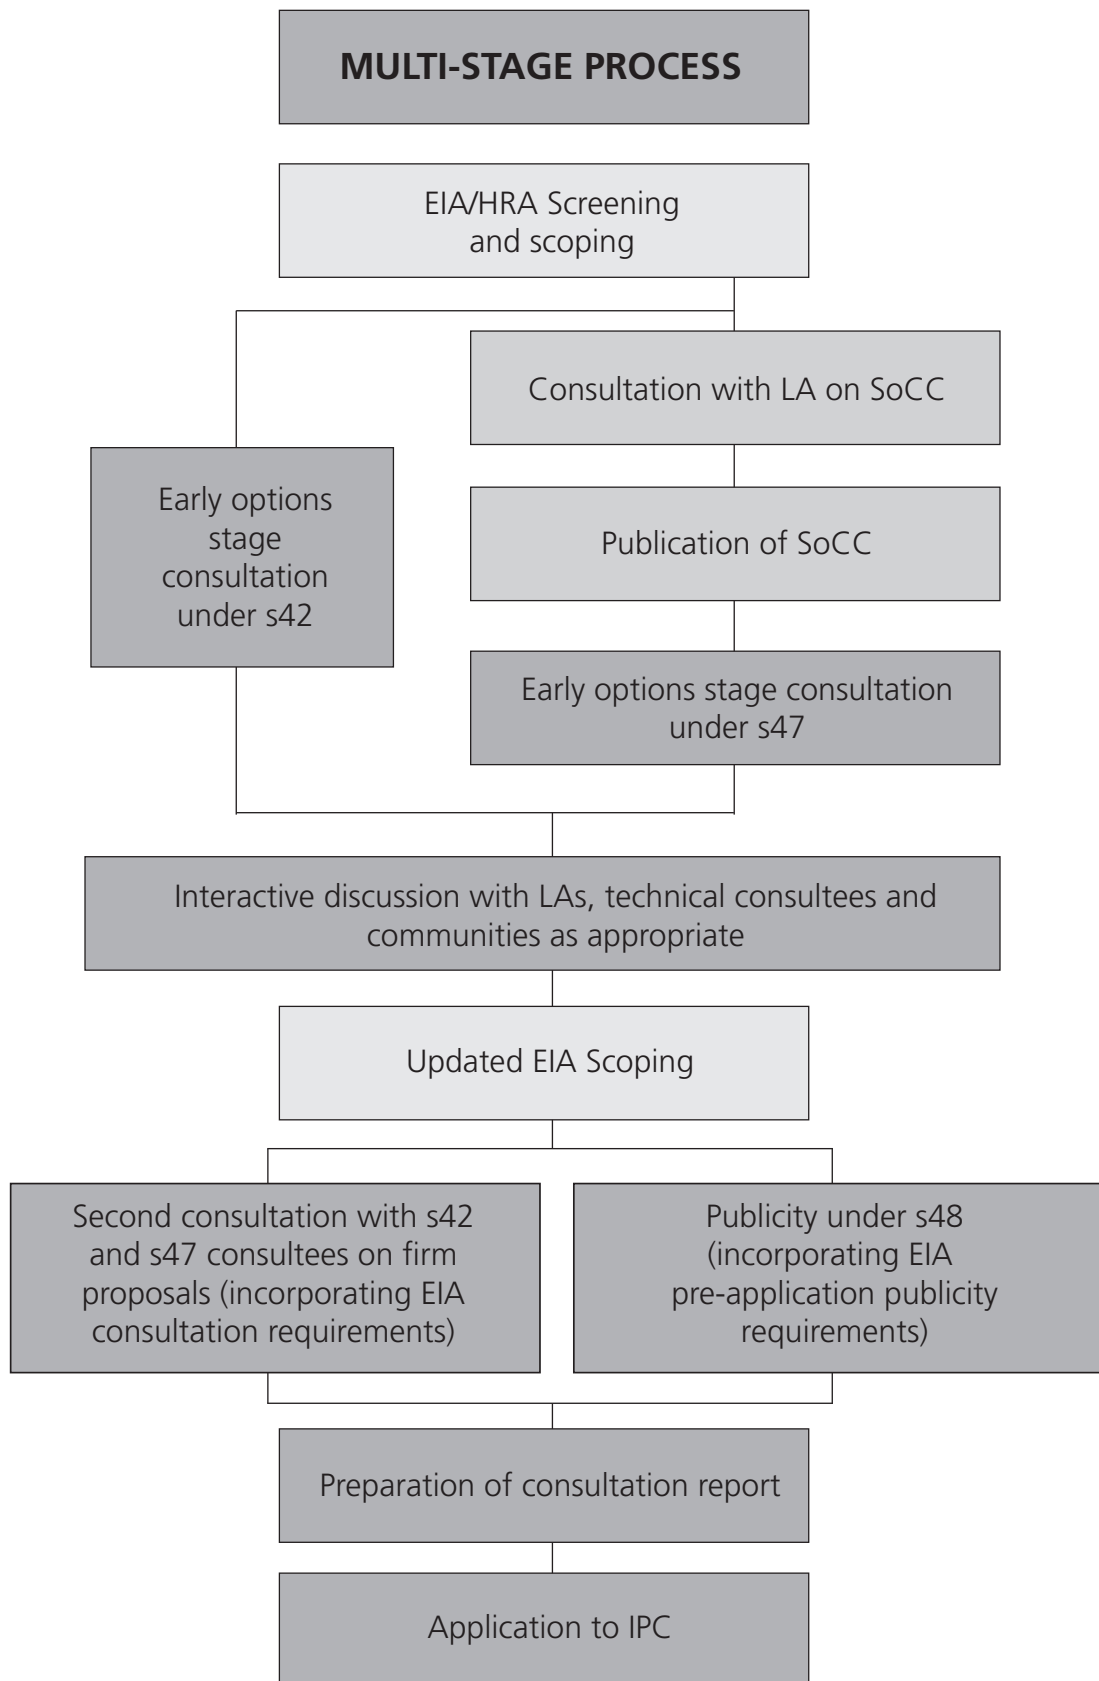 MULTI-STAGE PROCESS
EIA/HRA Screening
and scoping
Consultation with LA on SoCC
Early options
stage
consultation
under s42
Publication of SoCC
Early options stage consultation
under s47
Interactive discussion with LAs, technical consultees and
communities as appropriate
Updated EIA Scoping
Second consultation with s42
and s47 consultees on firm
proposals (incorporating EIA
consultation requirements)
Publicity under s48
(incorporating EIA
pre-application publicity
requirements)
Preparation of consultation report
Application to IPC